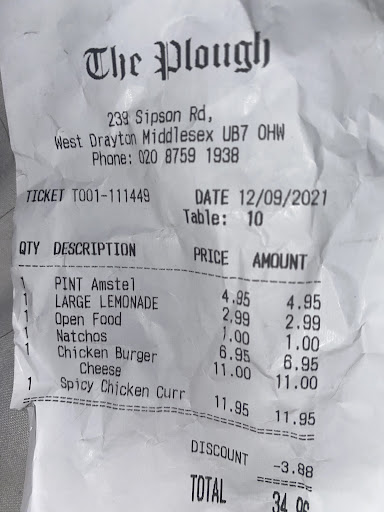 The Plough
239 Sipson Rd,
West Drayton Middlesex UB7 0HW
Phone: 020 8759 1938
TICKET T001-111449 DATE 12/09/2021
Table: 10
QTY DESCRIPTION PRICE AMOUNT
1 PINT Amstel 4.95 4.95
1 LARGE LEMONADE 2.99 2.99
1 Open Food 1.00 1.00
1 Natchos 6.95 6.95
1 Chicken Burger 11.00 11.00
Cheese
1 Spicy Chicken Curr 11.95 11.95
DISCOUNT -3.88
TOTAL 34.96